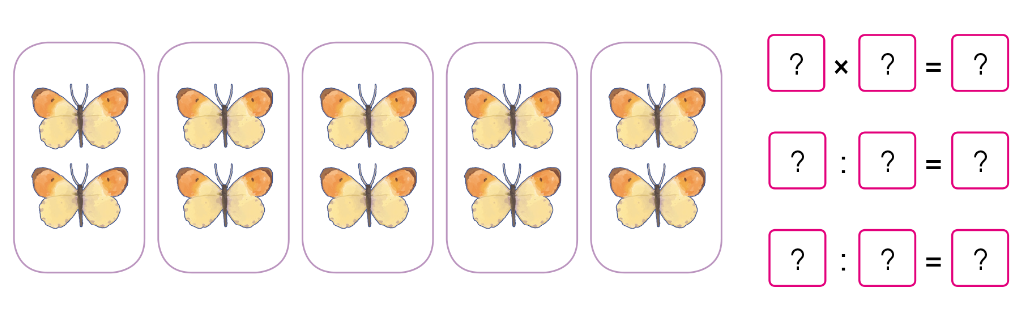 ? × ? = ?
? : ? = ?
? : ? = ?